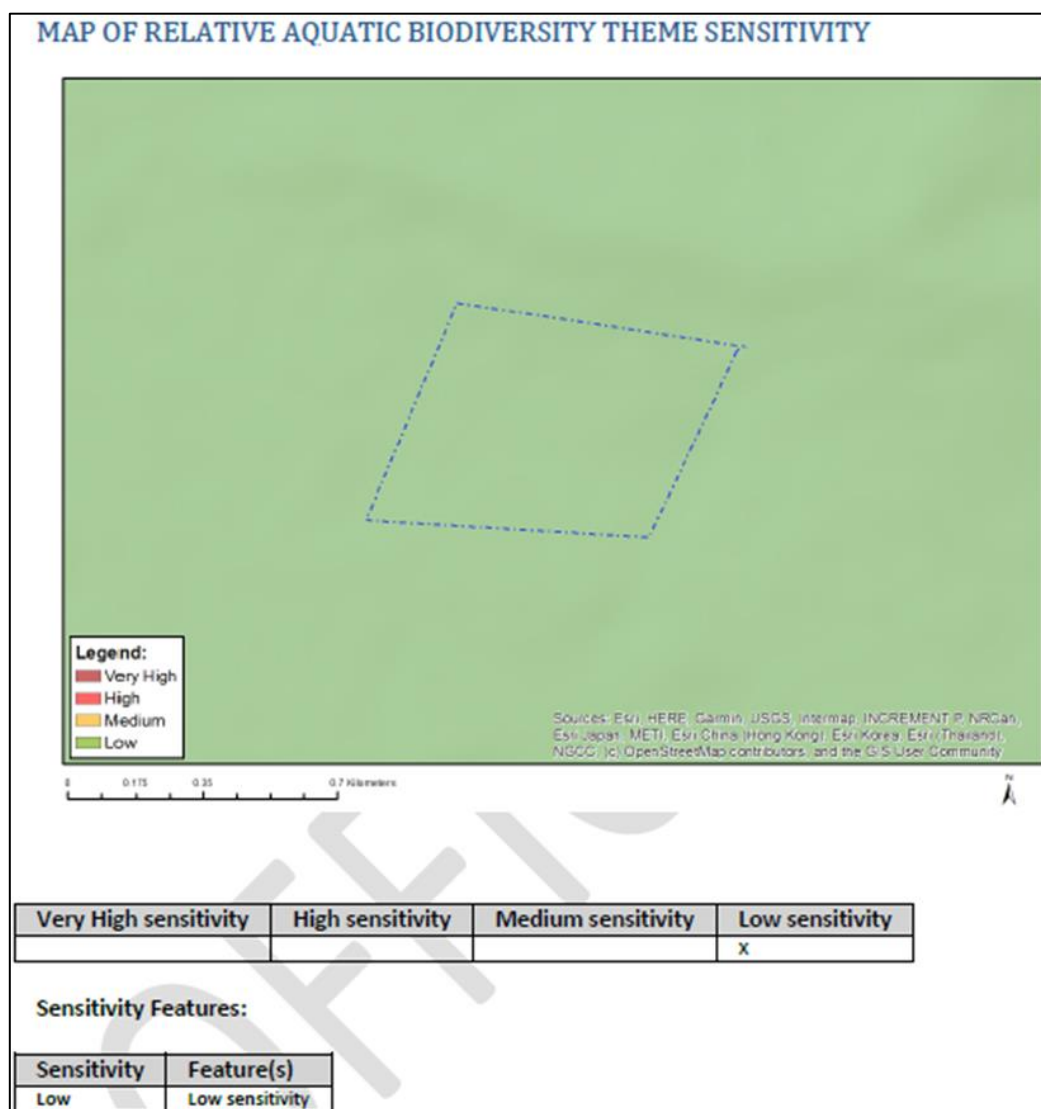 MAP OF RELATIVE AQUATIC BIODIVERSITY THEME SENSITIVITY
Legend:
Very High
High
Medium
Low
Sources: Esri, HERE, Garmin, USGS, Intermap, INCREMENT P, NRCan,
Esri Japan, METI, Esri China (Hong Kong), Esri Korea, Esri (Thailand),
NGCC, (c) OpenStreetMap contributors, and the GIS User Community
0 0.175 0.35 0.7 Kilometers
N
Very High sensitivity High sensitivity Medium sensitivity Low sensitivity
X
Sensitivity Features:
Sensitivity Feature(s)
Low Low sensitivity